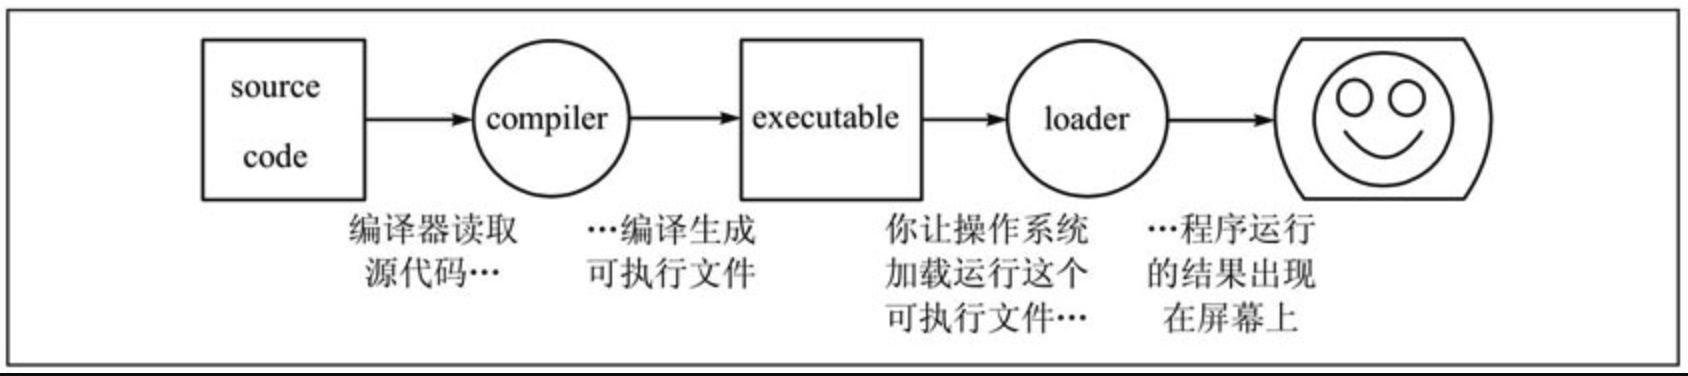 source
code
compiler
executable
loader
编译器读取
源代码…
…编译生成
可执行文件
你让操作系统
加载运行这个
可执行文件…
…程序运行
的结果出现
在屏幕上